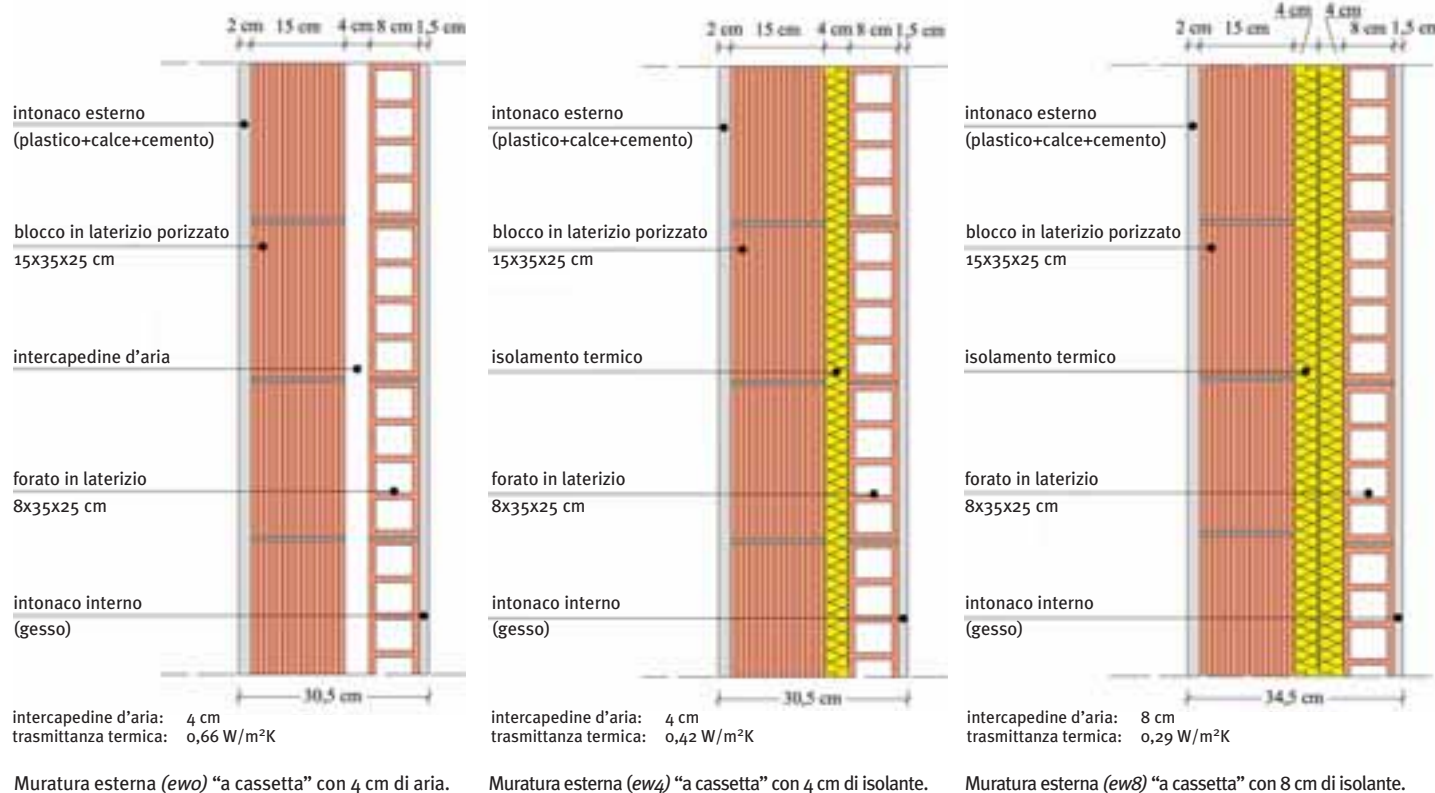 2 cm 15 cm 4 cm 8 cm 1,5 cm
intonaco esterno
(plastico+calce+cemento)
blocco in laterizio porizzato
15x35x25 cm
intercapedine d'aria
forato in laterizio
8x35x25 cm
intonaco interno
(gesso)
30,5 cm
intercapedine d'aria: 4 cm
trasmittanza termica: 0,66 W/m²K
Muratura esterna (ew0) “a cassetta” con 4 cm di aria.
2 cm 15 cm 4 cm 8 cm 1,5 cm
intonaco esterno
(plastico+calce+cemento)
blocco in laterizio porizzato
15x35x25 cm
isolamento termico
forato in laterizio
8x35x25 cm
intonaco interno
(gesso)
30,5 cm
intercapedine d'aria: 4 cm
trasmittanza termica: 0,42 W/m²K
Muratura esterna (ew4) “a cassetta” con 4 cm di isolante.
4 cm 4 cm
2 cm 15 cm 8 cm 1,5 cm
intonaco esterno
(plastico+calce+cemento)
blocco in laterizio porizzato
15x35x25 cm
isolamento termico
forato in laterizio
8x35x25 cm
intonaco interno
(gesso)
34,5 cm
intercapedine d'aria: 8 cm
trasmittanza termica: 0,29 W/m²K
Muratura esterna (ew8) “a cassetta” con 8 cm di isolante.